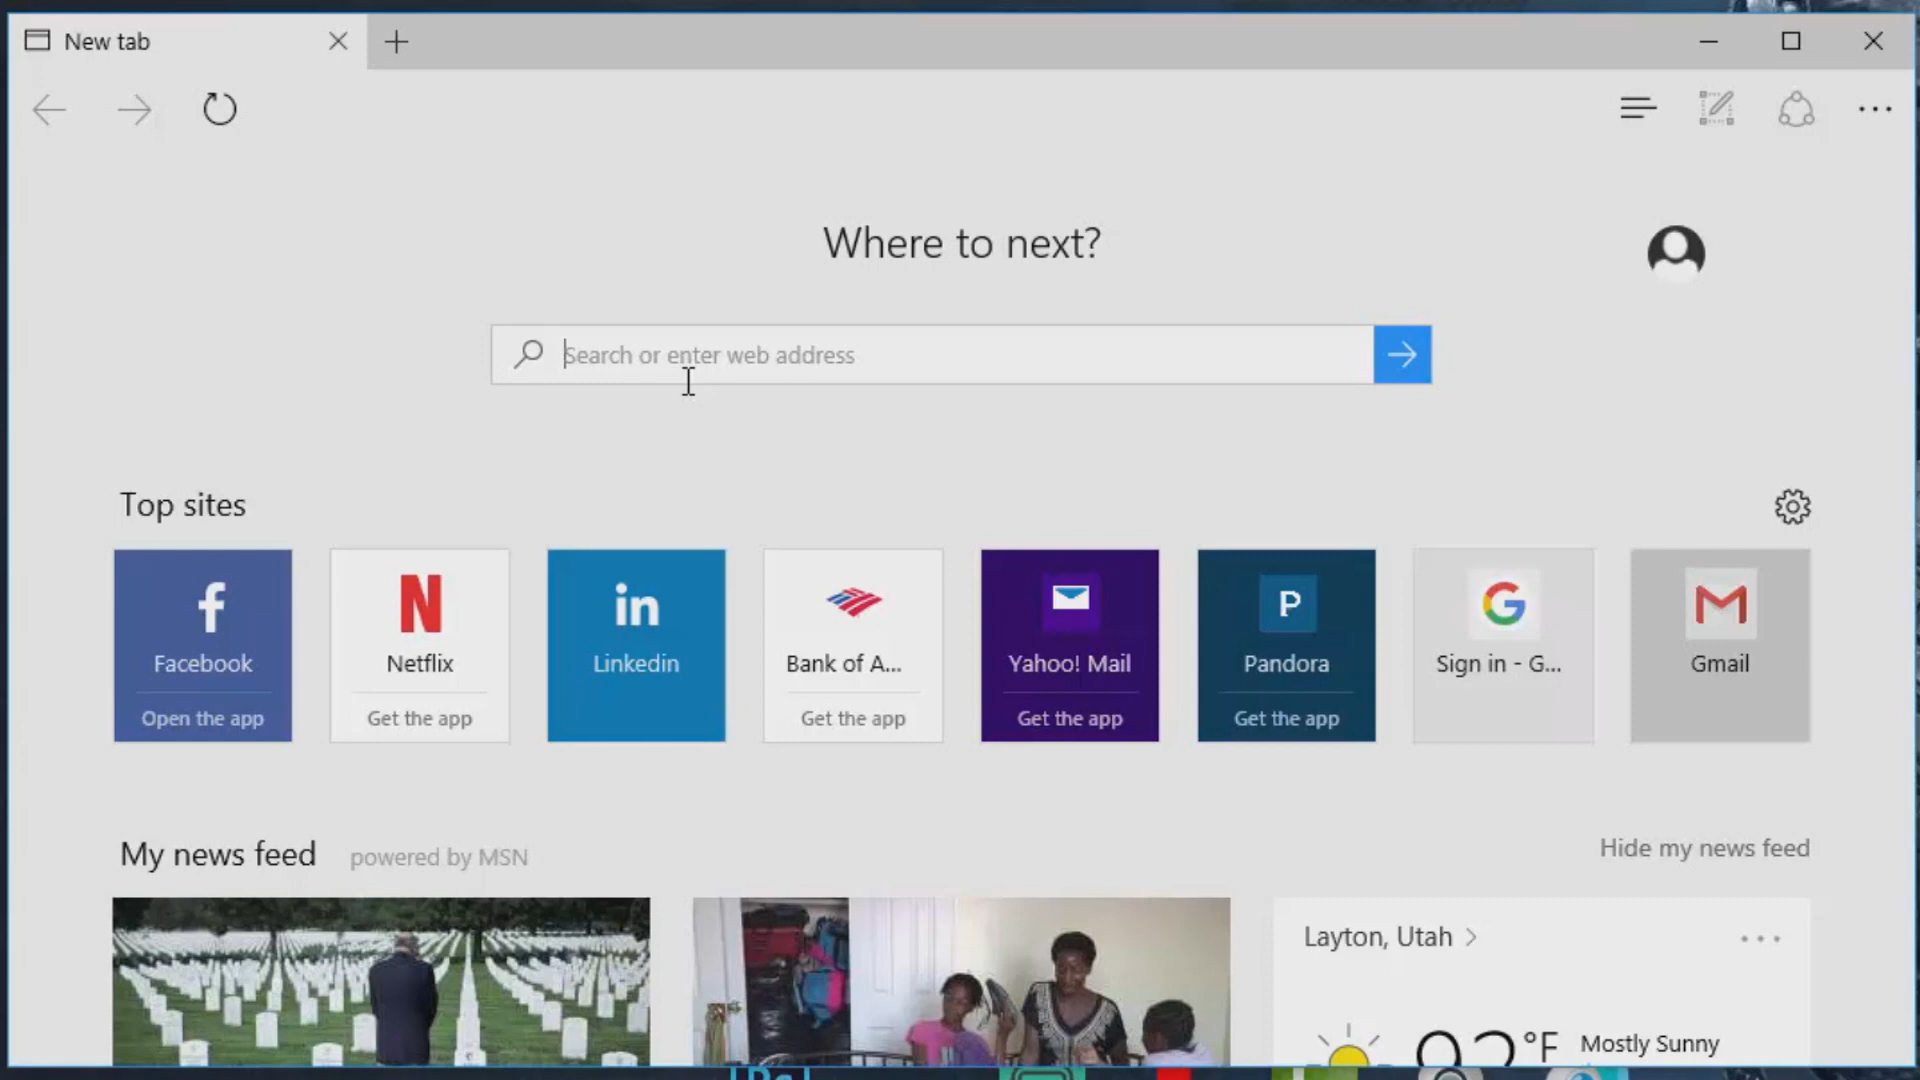 New tab
Where to next?
Search or enter web address
Top sites
Facebook
Open the app
Netflix
Get the app
in
Linkedin
Bank of A...
Get the app
Yahoo! Mail
Get the app
P
Pandora
Get the app
Sign in - G...
Gmail
My news feed powered by MSN
Hide my news feed
Layton, Utah
92°F Mostly Sunny